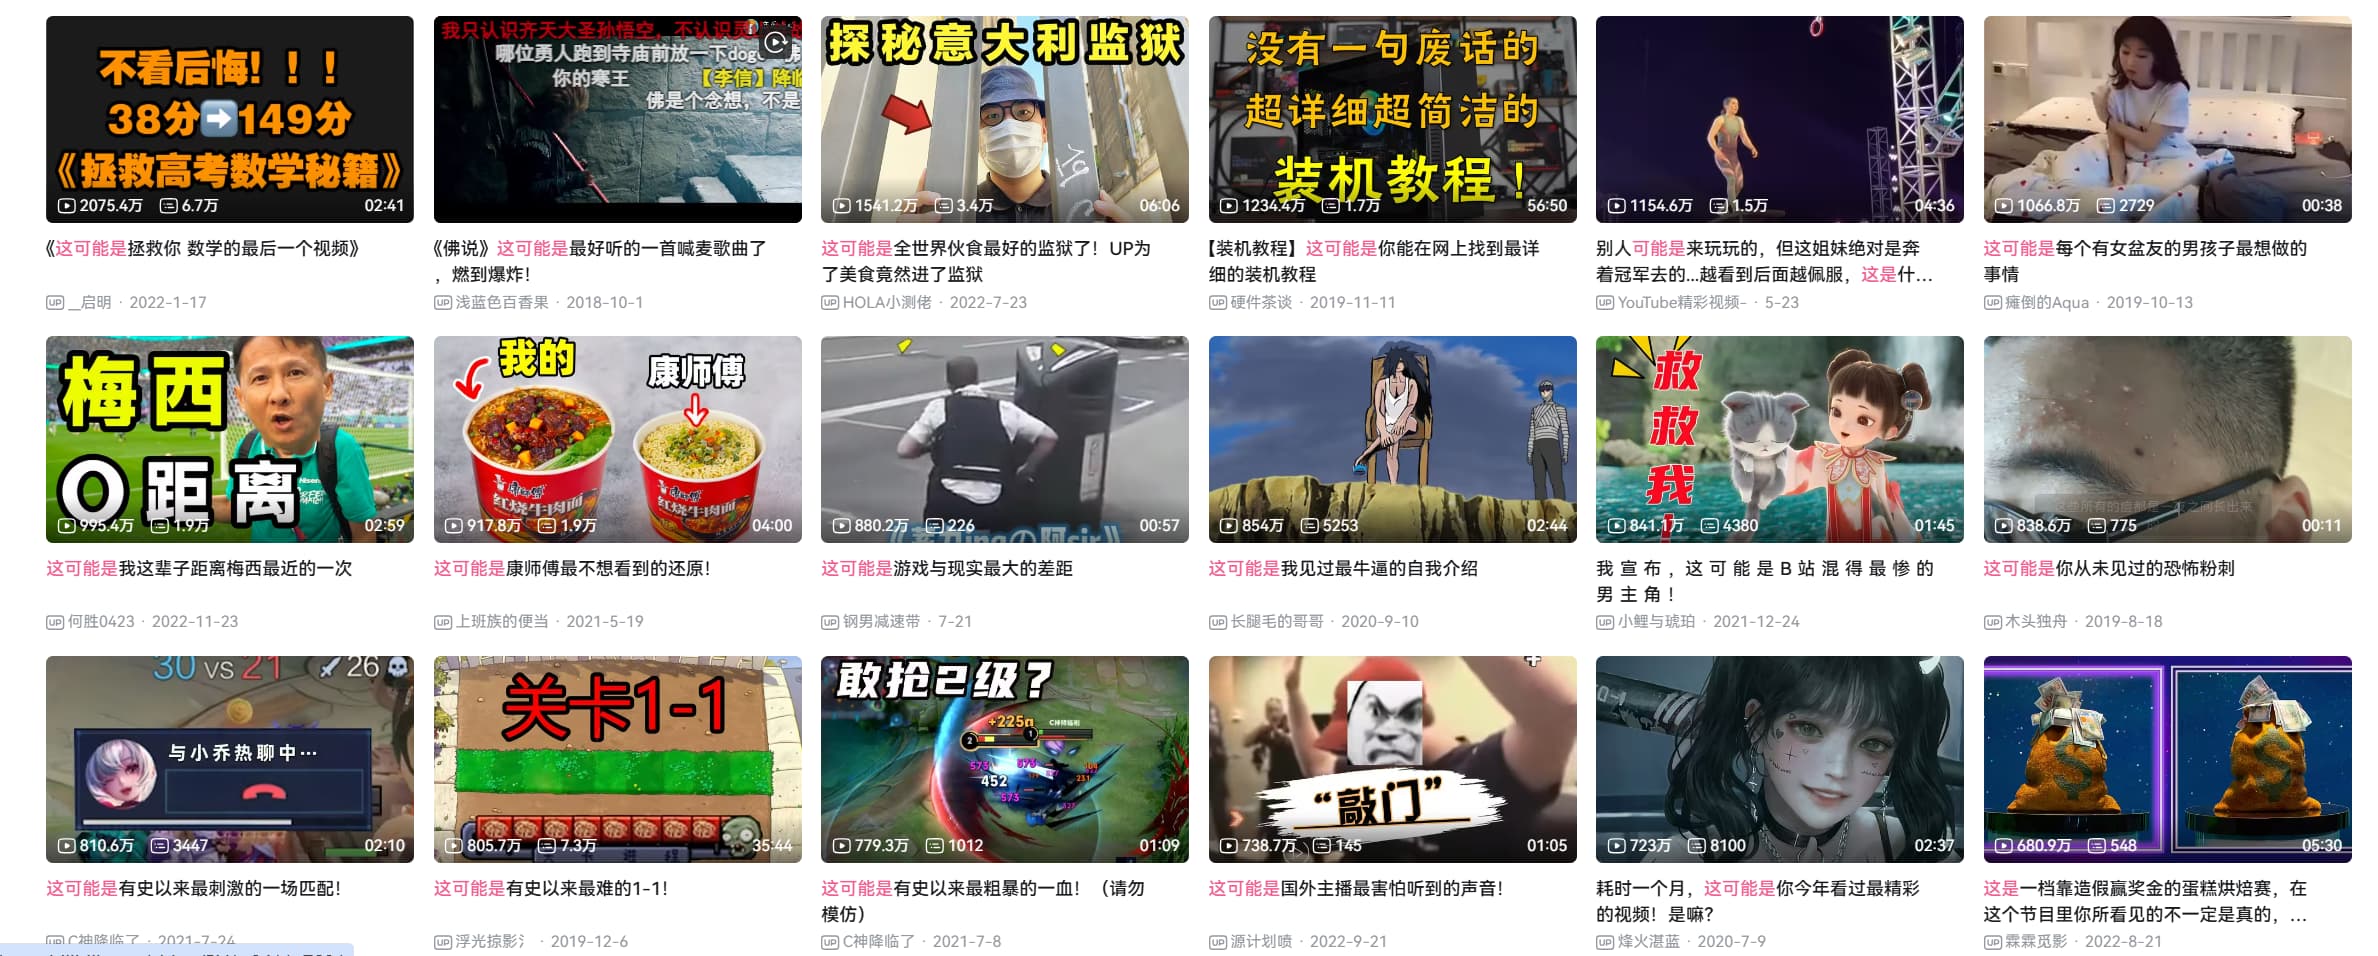 不看后悔！！！
38分➡149分
《拯救高考数学秘籍》
2075.4万 6.7万 02:41
《这可能是拯救你 数学的最后一个视频》
UP __启明 · 2022-1-17
我只认识齐天大圣孙悟空，不认识灵
哪位勇人跑到寺庙前放一下dog
你的寒王
【李信】降临
佛是个念想，不是
《佛说》这可能是最好听的一首喊麦歌曲了
，燃到爆炸！
UP 浅蓝色百香果 · 2018-10-1
探秘意大利监狱
1541.2万 3.4万 06:06
这可能是全世界伙食最好的监狱了！UP为
了美食竟然进了监狱
UP HOLA小测佬 · 2022-7-23
没有一句废话的
超详细超简洁的
装机教程！
1234.4万 1.7万 56:50
【装机教程】这可能是你能在网上找到最详
细的装机教程
UP 硬件茶谈 · 2019-11-11
1154.6万 1.5万 04:36
别人可能是来玩玩的，但这姐妹绝对是奔
着冠军去的...越看到后面越佩服，这是什...
UP YouTube精彩视频- · 5-23
1066.8万 2729 00:38
这可能是每个有女盆友的男孩子最想做的
事情
UP 瘫倒的Aqua · 2019-10-13
梅西
0距离
995.4万 1.9万 02:59
这可能是我这辈子距离梅西最近的一次
UP 何胜0423 · 2022-11-23
我的
康师傅
康师傅
红烧牛肉面
康师傅
红烧牛肉面
917.8万 1.9万 04:00
这可能是康师傅最不想看到的还原！
UP 上班族的便当 · 2021-5-19
880.2万 226 00:57
这可能是游戏与现实最大的差距
UP 钢男减速带 · 7-21
854万 5253 02:44
这可能是我见过最牛逼的自我介绍
UP 长腿毛的哥哥 · 2020-9-10
救救我！
841.1万 4380 01:45
我 宣 布 ，这 可 能 是 B 站 混 得 最 惨 的
男 主 角 ！
UP 小鲤与琥珀 · 2021-12-24
838.6万 775 00:11
这可能是你从未见过的恐怖粉刺
UP 木头独舟 · 2019-8-18
30 VS 21 26
与小乔热聊中…
810.6万 3447 02:10
这可能是有史以来最刺激的一场匹配！
UP C神降临了 · 2021-7-24
关卡1-1
805.7万 7.3万 35:44
这可能是有史以来最难的1-1！
UP 浮光掠影氵 · 2019-12-6
敢抢2级？
+225g
573 573
452
573
779.3万 1012 01:09
这可能是有史以来最粗暴的一血！（请勿
模仿）
UP C神降临了 · 2021-7-8
“敲门”
738.7万 145 01:05
这可能是国外主播最害怕听到的声音！
UP 源计划喷 · 2022-9-21
723万 8100 02:37
耗时一个月，这可能是你今年看过最精彩
的视频！是嘛？
UP 烽火湛蓝 · 2020-7-9
680.9万 548 05:30
这是一档靠造假赢奖金的蛋糕烘焙赛，在
这个节目里你所看见的不一定是真的，...
UP 霖霖觅影 · 2022-8-21